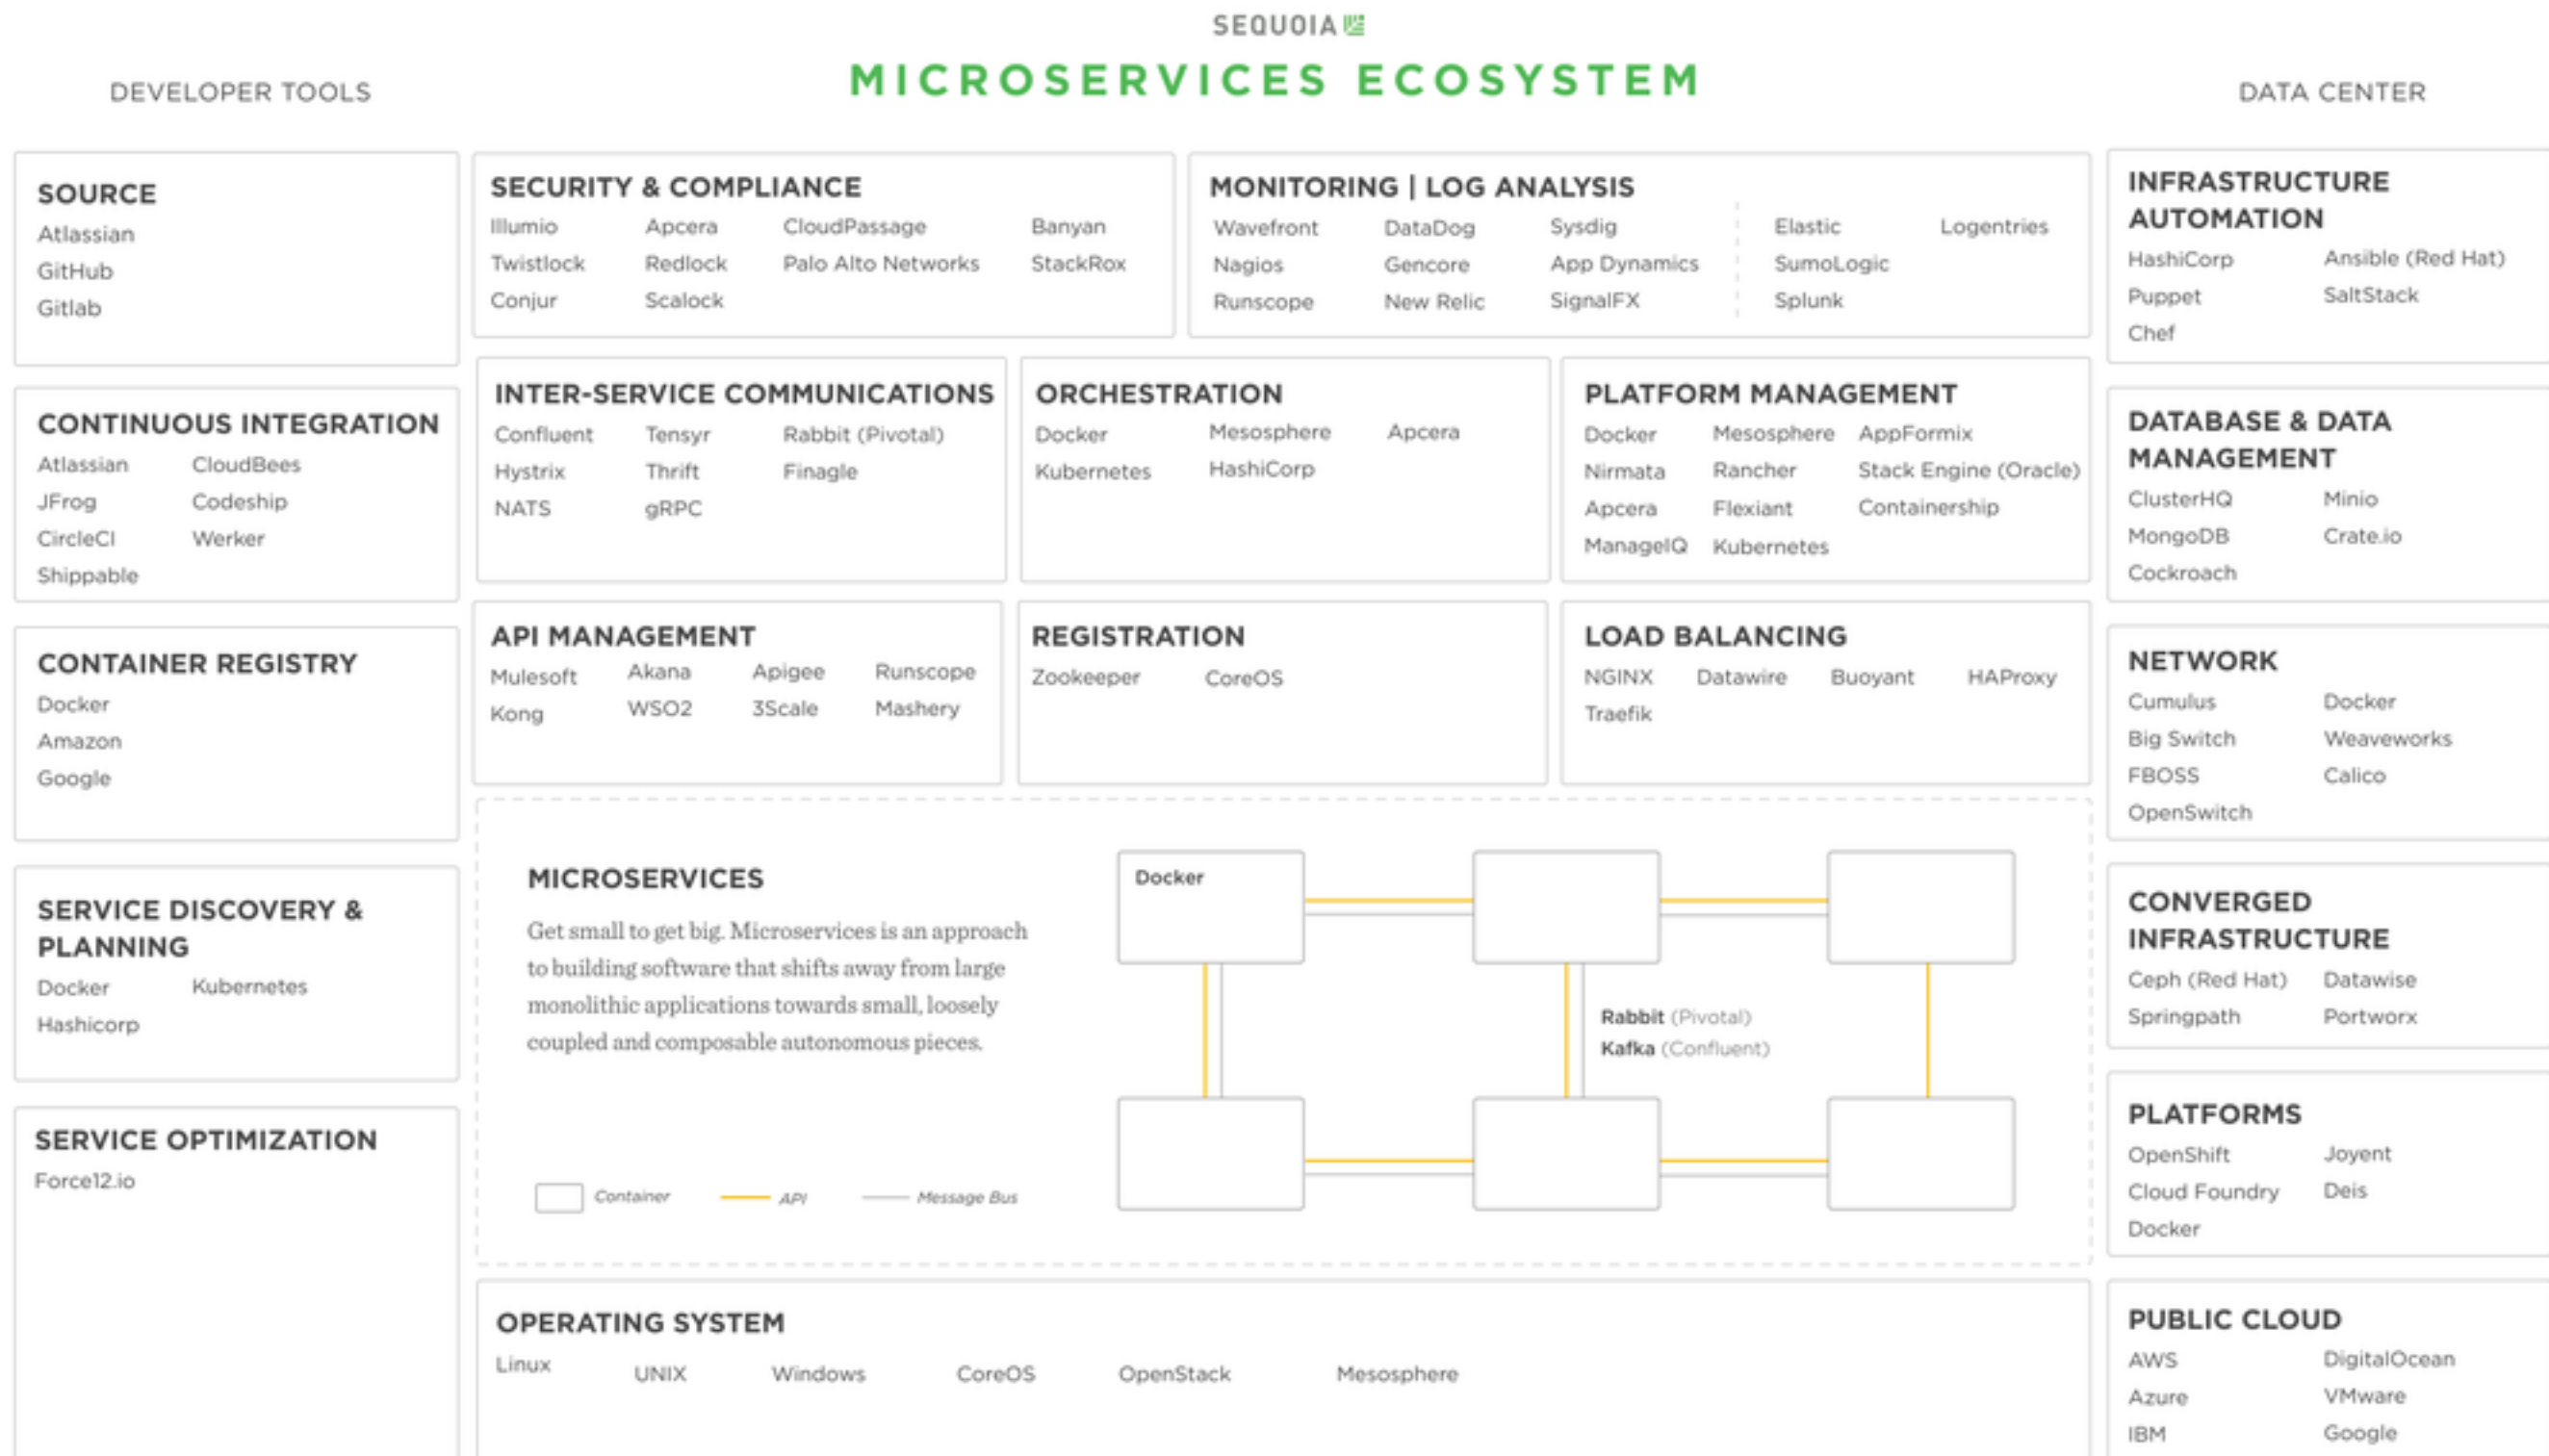 SEQUOIA
MICROSERVICES ECOSYSTEM
DEVELOPER TOOLS
DATA CENTER
SOURCE
Atlassian
GitHub
Gitlab
CONTINUOUS INTEGRATION
Atlassian CloudBees
JFrog Codeship
CircleCI Werker
Shippable
CONTAINER REGISTRY
Docker
Amazon
Google
SERVICE DISCOVERY &
PLANNING
Docker Kubernetes
Hashicorp
SERVICE OPTIMIZATION
Force12.io
SECURITY & COMPLIANCE
Illumio Apcera CloudPassage Banyan
Twistlock Redlock Palo Alto Networks StackRox
Conjur Scalock
MONITORING | LOG ANALYSIS
Wavefront DataDog Sysdig Elastic Logentries
Nagios Gencore App Dynamics SumoLogic
Runscope New Relic SignalFX Splunk
INTER-SERVICE COMMUNICATIONS
Confluent Tensyr Rabbit (Pivotal)
Hystrix Thrift Finagle
NATS gRPC
ORCHESTRATION
Docker Mesosphere Apcera
Kubernetes HashiCorp
PLATFORM MANAGEMENT
Docker Mesosphere AppFormix
Nirmata Rancher Stack Engine (Oracle)
Apcera Flexiant Containership
ManageIQ Kubernetes
API MANAGEMENT
Mulesoft Akana Apigee Runscope
Kong WSO2 3Scale Mashery
REGISTRATION
Zookeeper CoreOS
LOAD BALANCING
NGINX Datawire Buoyant HAProxy
Traefik
MICROSERVICES
Get small to get big. Microservices is an approach
to building software that shifts away from large
monolithic applications towards small, loosely
coupled and composable autonomous pieces.
Container API Message Bus
Docker
Rabbit (Pivotal)
Kafka (Confluent)
OPERATING SYSTEM
Linux UNIX Windows CoreOS OpenStack Mesosphere
INFRASTRUCTURE
AUTOMATION
HashiCorp Ansible (Red Hat)
Puppet SaltStack
Chef
DATABASE & DATA
MANAGEMENT
ClusterHQ Minio
MongoDB Crate.io
Cockroach
NETWORK
Cumulus Docker
Big Switch Weaveworks
FBOSS Calico
OpenSwitch
CONVERGED
INFRASTRUCTURE
Ceph (Red Hat) Datawise
Springpath Portworx
PLATFORMS
OpenShift Joyent
Cloud Foundry Deis
Docker
PUBLIC CLOUD
AWS DigitalOcean
Azure VMware
IBM Google